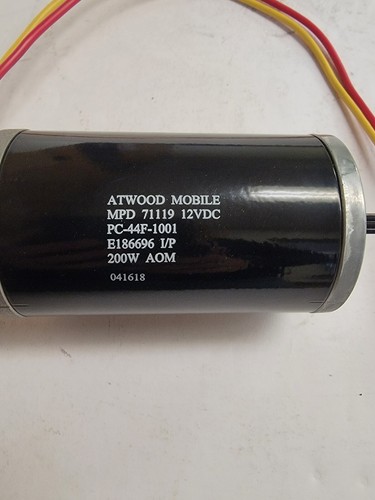 ATWOOD MOBILE
MPD 71119 12VDC
PC-44F-1001
E186696 I/P
200W AOM
041618